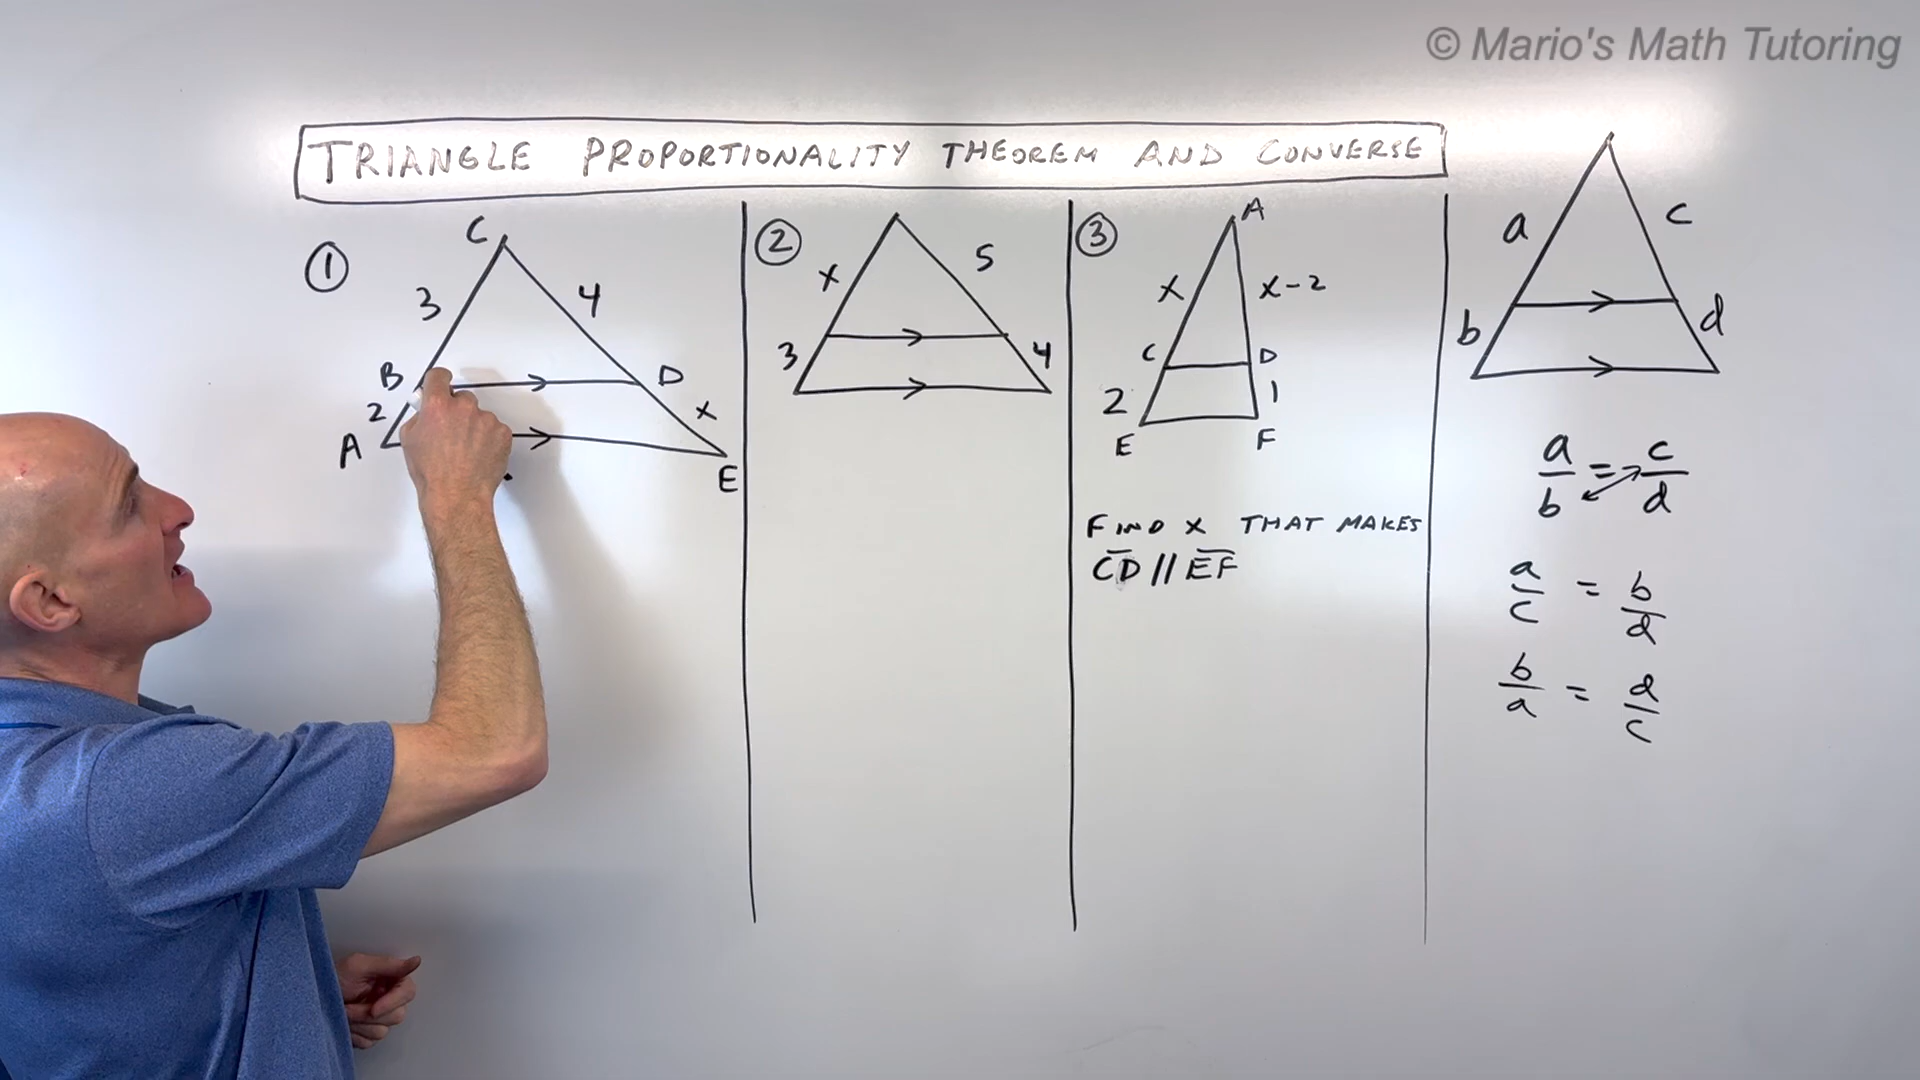 © Mario's Math Tutoring
TRIANGLE PROPORTIONALITY THEOREM AND CONVERSE
①
C
3
4
B
D
2
x
A
E
②
x
5
3
4
③
A
x
x-2
C
D
2
1
E
F
FIND x THAT MAKES
CD // EF
a
c
b
d
a/b = c/d
a/c = b/d
b/a = d/c